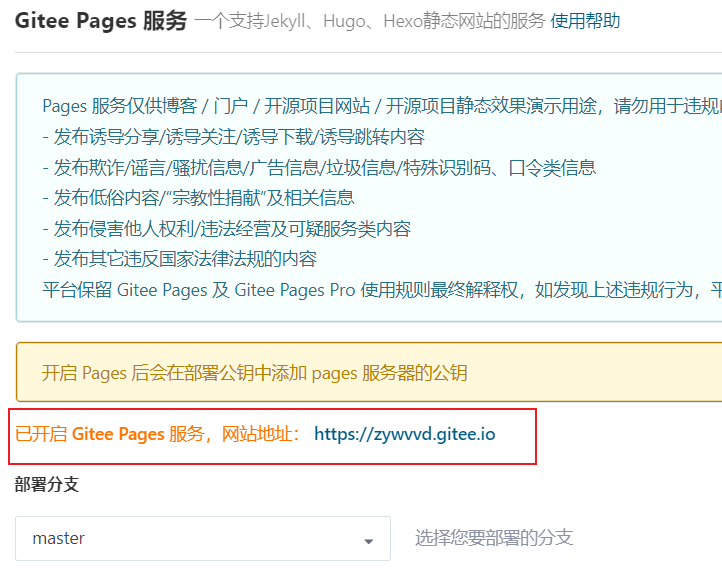 Gitee Pages 服务 一个支持Jekyll、Hugo、Hexo静态网站的服务 使用帮助
Pages 服务仅供博客 / 门户 / 开源项目网站 / 开源项目静态效果演示用途，请勿用于违规
- 发布诱导分享/诱导关注/诱导下载/诱导跳转内容
- 发布欺诈/谣言/骚扰信息/广告信息/垃圾信息/特殊识别码、口令类信息
- 发布低俗内容/“宗教性捐献”及相关信息
- 发布侵害他人权利/违法经营及可疑服务类内容
- 发布其它违反国家法律法规的内容
平台保留 Gitee Pages 及 Gitee Pages Pro 使用规则最终解释权，如发现上述违规行为，平
开启 Pages 后会在部署公钥中添加 pages 服务器的公钥
已开启 Gitee Pages 服务，网站地址： https://zywvvd.gitee.io
部署分支
master 选择您要部署的分支